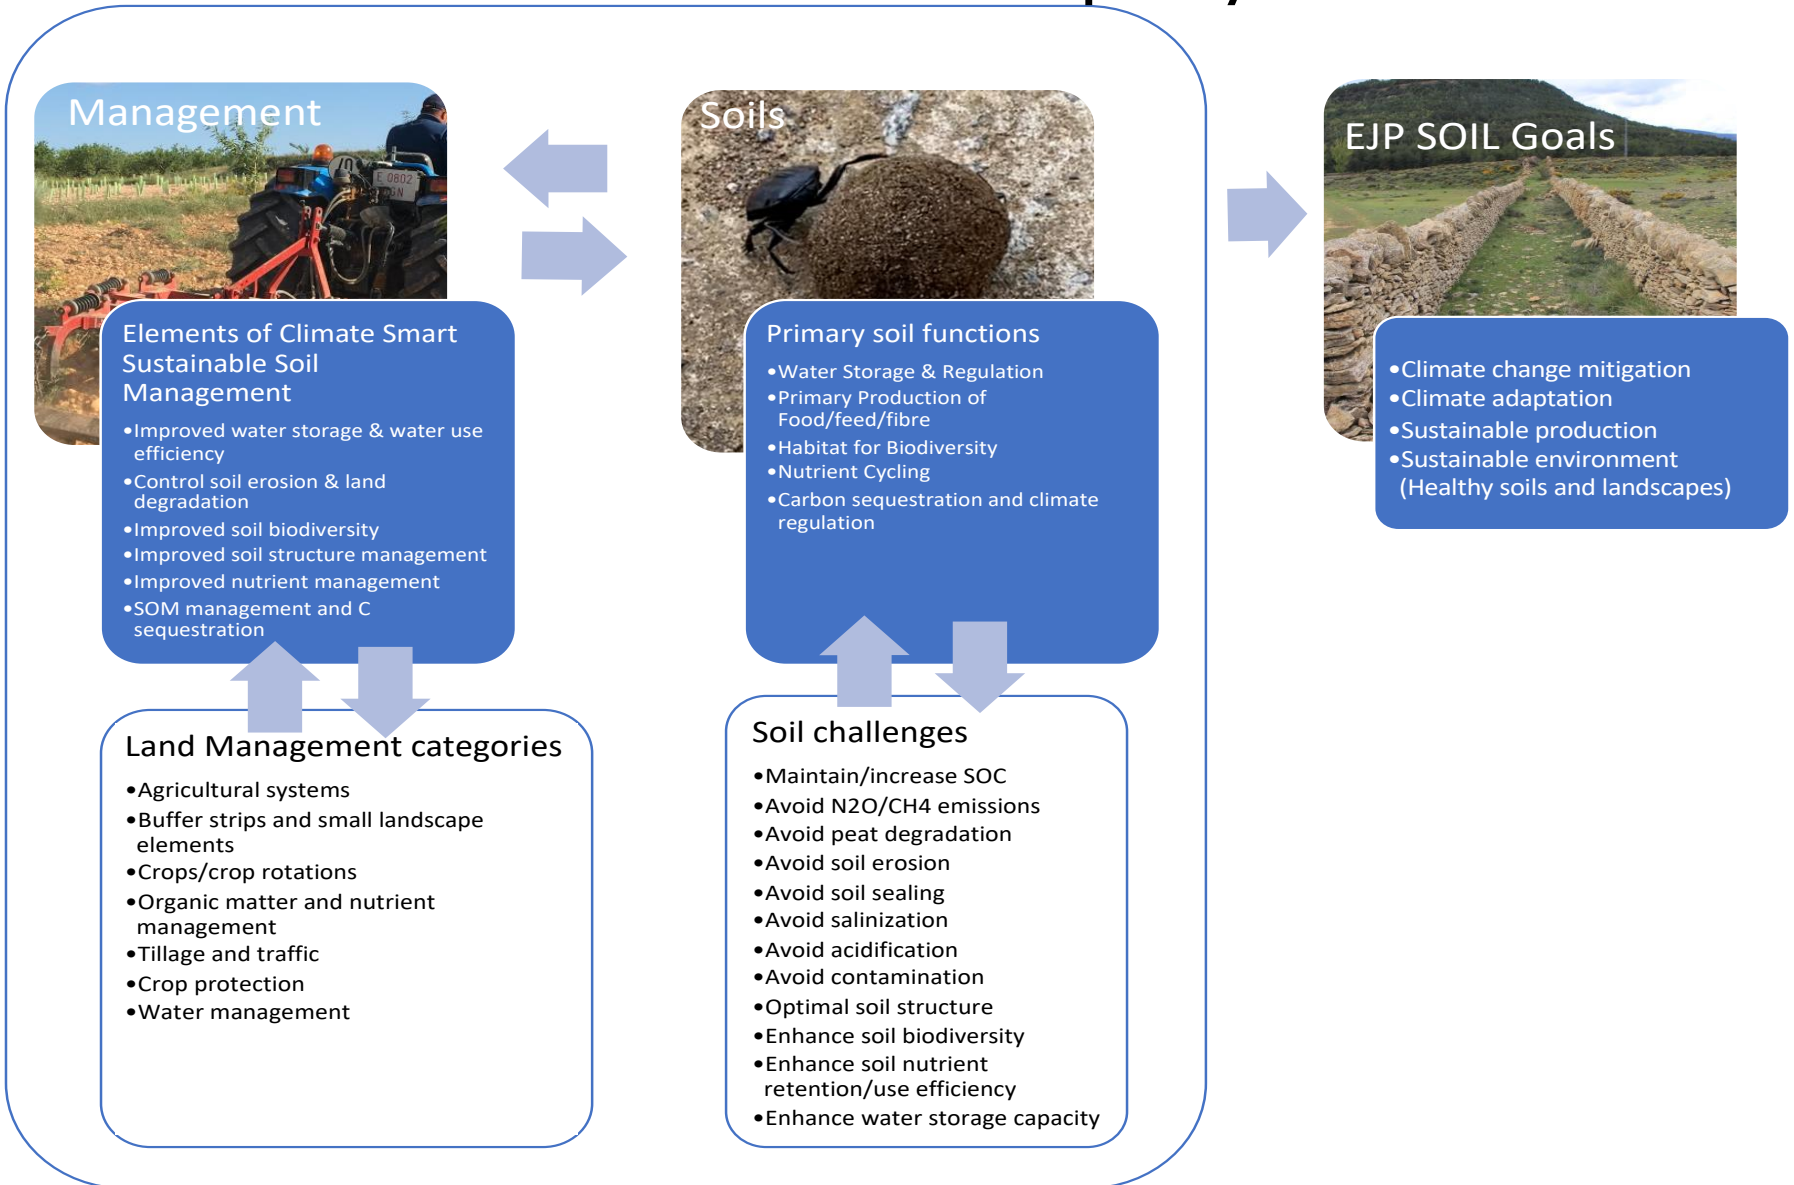 Management
Elements of Climate Smart
Sustainable Soil
Management
•Improved water storage & water use
efficiency
•Control soil erosion & land
degradation
•Improved soil biodiversity
•Improved soil structure management
•Improved nutrient management
•SOM management and C
sequestration
Land Management categories
•Agricultural systems
•Buffer strips and small landscape
elements
•Crops/crop rotations
•Organic matter and nutrient
management
•Tillage and traffic
•Crop protection
•Water management
Soils
Primary soil functions
•Water Storage & Regulation
•Primary Production of
Food/feed/fibre
•Habitat for Biodiversity
•Nutrient Cycling
•Carbon sequestration and climate
regulation
Soil challenges
•Maintain/increase SOC
•Avoid N2O/CH4 emissions
•Avoid peat degradation
•Avoid soil erosion
•Avoid soil sealing
•Avoid salinization
•Avoid acidification
•Avoid contamination
•Optimal soil structure
•Enhance soil biodiversity
•Enhance soil nutrient
retention/use efficiency
•Enhance water storage capacity
EJP SOIL Goals
•Climate change mitigation
•Climate adaptation
•Sustainable production
•Sustainable environment
(Healthy soils and landscapes)